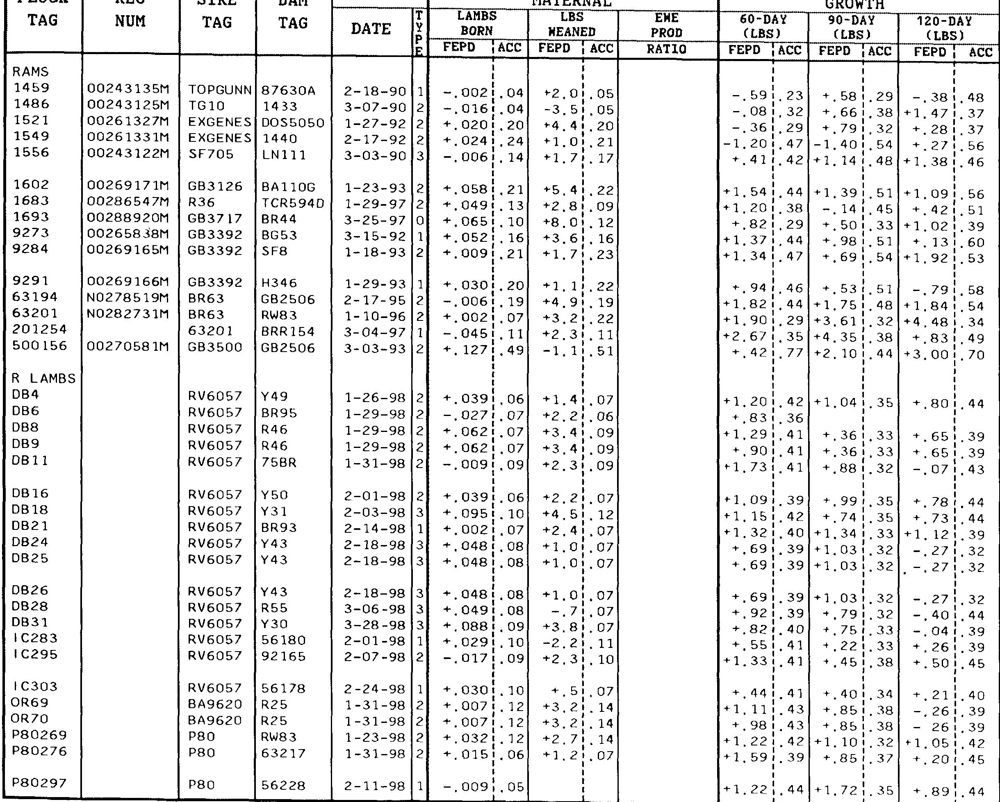 FLOCK REG SIRE DAM MATERNAL GROWTH
TAG NUM TAG TAG DATE TYPE LAMBS LBS EWE 60-DAY 90-DAY 120-DAY
BORN WEANED PROD (LBS) (LBS) (LBS)
FEPD ACC FEPD ACC RATIO FEPD ACC FEPD ACC FEPD ACC
RAMS
1459 00243135M TOPGUNN 87630A 2-18-90 1 -.002 .04 +2.0 .05 -.59 .23 +.58 .29 -.38 .48
1486 00243125M TG10 1433 3-07-90 2 -.016 .04 -3.5 .05 -.08 .32 +.66 .38 +1.47 .37
1521 00261327M EXGENES DOS5050 1-27-92 2 +.020 .20 +4.4 .20 -.36 .29 +.79 .32 +.28 .37
1549 00261331M EXGENES 1440 2-17-92 2 +.024 .24 +1.0 .21 -1.20 .47 -1.40 .54 +.27 .56
1556 00243122M SF705 LN111 3-03-90 3 -.006 .14 +1.7 .17 +.41 .42 +1.14 .48 +1.38 .46
1602 00269171M GB3126 BA110G 1-23-93 2 +.058 .21 +5.4 .22 +1.54 .44 +1.39 .51 +1.09 .56
1683 00286547M R36 TCR594D 1-29-97 2 +.049 .13 +2.8 .09 +1.20 .38 -.14 .45 +.42 .51
1693 00288920M GB3717 BR44 3-25-97 0 +.065 .10 +8.0 .12 +.82 .29 +.50 .33 +1.02 .39
9273 00265838M GB3392 BG53 3-15-92 1 +.052 .16 +3.6 .16 +1.37 .44 +.98 .51 +.13 .60
9284 00269165M GB3392 SF8 1-18-93 2 +.009 .21 +1.7 .23 +1.34 .47 +.69 .54 +1.92 .53
9291 00269166M GB3392 H346 1-29-93 1 +.030 .20 +1.1 .22 +.94 .46 +.53 .51 -.79 .58
63194 N0278519M BR63 GB2506 2-17-95 2 -.006 .19 +4.9 .19 +1.82 .44 +1.75 .48 +1.84 .54
63201 N0282731M BR63 RW83 1-10-96 2 +.002 .07 +3.2 .22 +1.90 .29 +3.61 .32 +4.48 .34
201254 63201 BRR154 3-04-97 1 -.045 .11 +2.3 .11 +2.67 .35 +4.35 .38 +.83 .49
500156 00270581M GB3500 GB2506 3-03-93 2 +.127 .49 -1.1 .51 +.42 .77 +2.10 .44 +3.00 .70
R LAMBS
DB4 RV6057 Y49 1-26-98 2 +.039 .06 +1.4 .07 +1.20 .42 +1.04 .35 +.80 .44
DB6 RV6057 BR95 1-29-98 2 -.027 .07 +2.2 .06 +.83 .36
DB8 RV6057 R46 1-29-98 2 +.062 .07 +3.4 .09 +1.29 .41 +.36 .33 +.65 .39
DB9 RV6057 R46 1-29-98 2 +.062 .07 +3.4 .09 +.90 .41 +.36 .33 +.65 .39
DB11 RV6057 75BR 1-31-98 2 -.009 .09 +2.3 .09 +1.73 .41 +.88 .32 -.07 .43
DB16 RV6057 Y50 2-01-98 2 +.039 .06 +2.2 .07 +1.09 .39 +.99 .35 +.78 .44
DB18 RV6057 Y31 2-03-98 3 +.095 .10 +4.5 .12 +1.15 .42 +.74 .35 +.73 .44
DB21 RV6057 BR93 2-14-98 1 +.002 .07 +2.4 .07 +1.32 .40 +1.34 .33 +1.12 .39
DB24 RV6057 Y43 2-18-98 3 +.048 .08 +1.0 .07 +.69 .39 +1.03 .32 -.27 .32
DB25 RV6057 Y43 2-18-98 3 +.048 .08 +1.0 .07 +.69 .39 +1.03 .32 -.27 .32
DB26 RV6057 Y43 2-18-98 3 +.048 .08 +1.0 .07 +.69 .39 +1.03 .32 -.27 .32
DB28 RV6057 R55 3-06-98 3 +.049 .08 -.7 .07 +.92 .39 +.79 .32 -.40 .44
DB31 RV6057 Y30 3-28-98 3 +.088 .09 +3.8 .07 +.82 .40 +.75 .33 -.04 .39
IC283 RV6057 56180 2-01-98 1 +.029 .10 -2.2 .11 +.55 .41 +.22 .33 +.26 .39
IC295 RV6057 92165 2-07-98 2 -.017 .09 +2.3 .10 +1.33 .41 +.45 .38 +.50 .45
IC303 RV6057 56178 2-24-98 1 +.030 .10 +.5 .07 +.44 .41 +.40 .34 +.21 .40
OR69 BA9620 R25 1-31-98 2 +.007 .12 +3.2 .14 +1.11 .43 +.85 .38 -.26 .39
OR70 BA9620 R25 1-31-98 2 +.007 .12 +3.2 .14 +.98 .43 +.85 .38 - 26 .39
P80269 P80 RW83 1-23-98 2 +.032 .12 +2.7 .14 +1.22 .42 +1.10 .32 +1.05 .42
P80276 P80 63217 1-31-98 2 +.015 .06 +1.2 .07 +1.59 .39 +.85 .37 +.20 .45
P80297 P80 56228 2-11-98 1 -.009 .05 +1.22 .44 +1.72 .35 +.89 .44